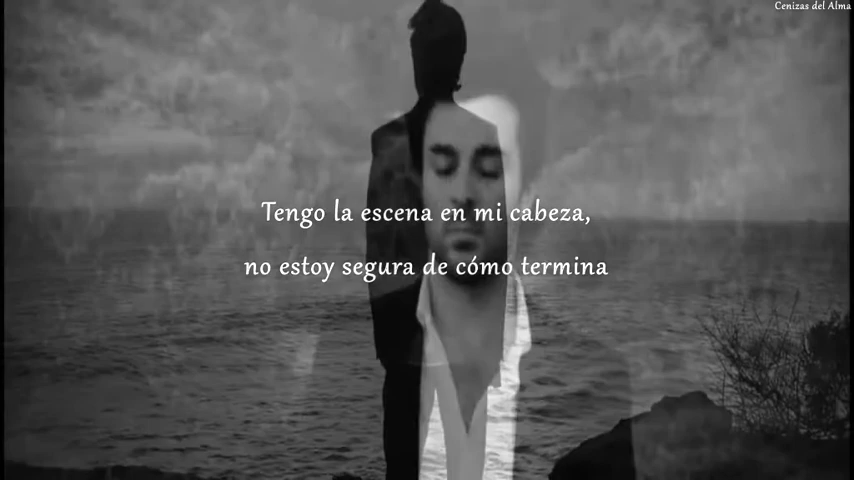 Cenizas del Alma
Tengo la escena en mi cabeza,
no estoy segura de cómo termina